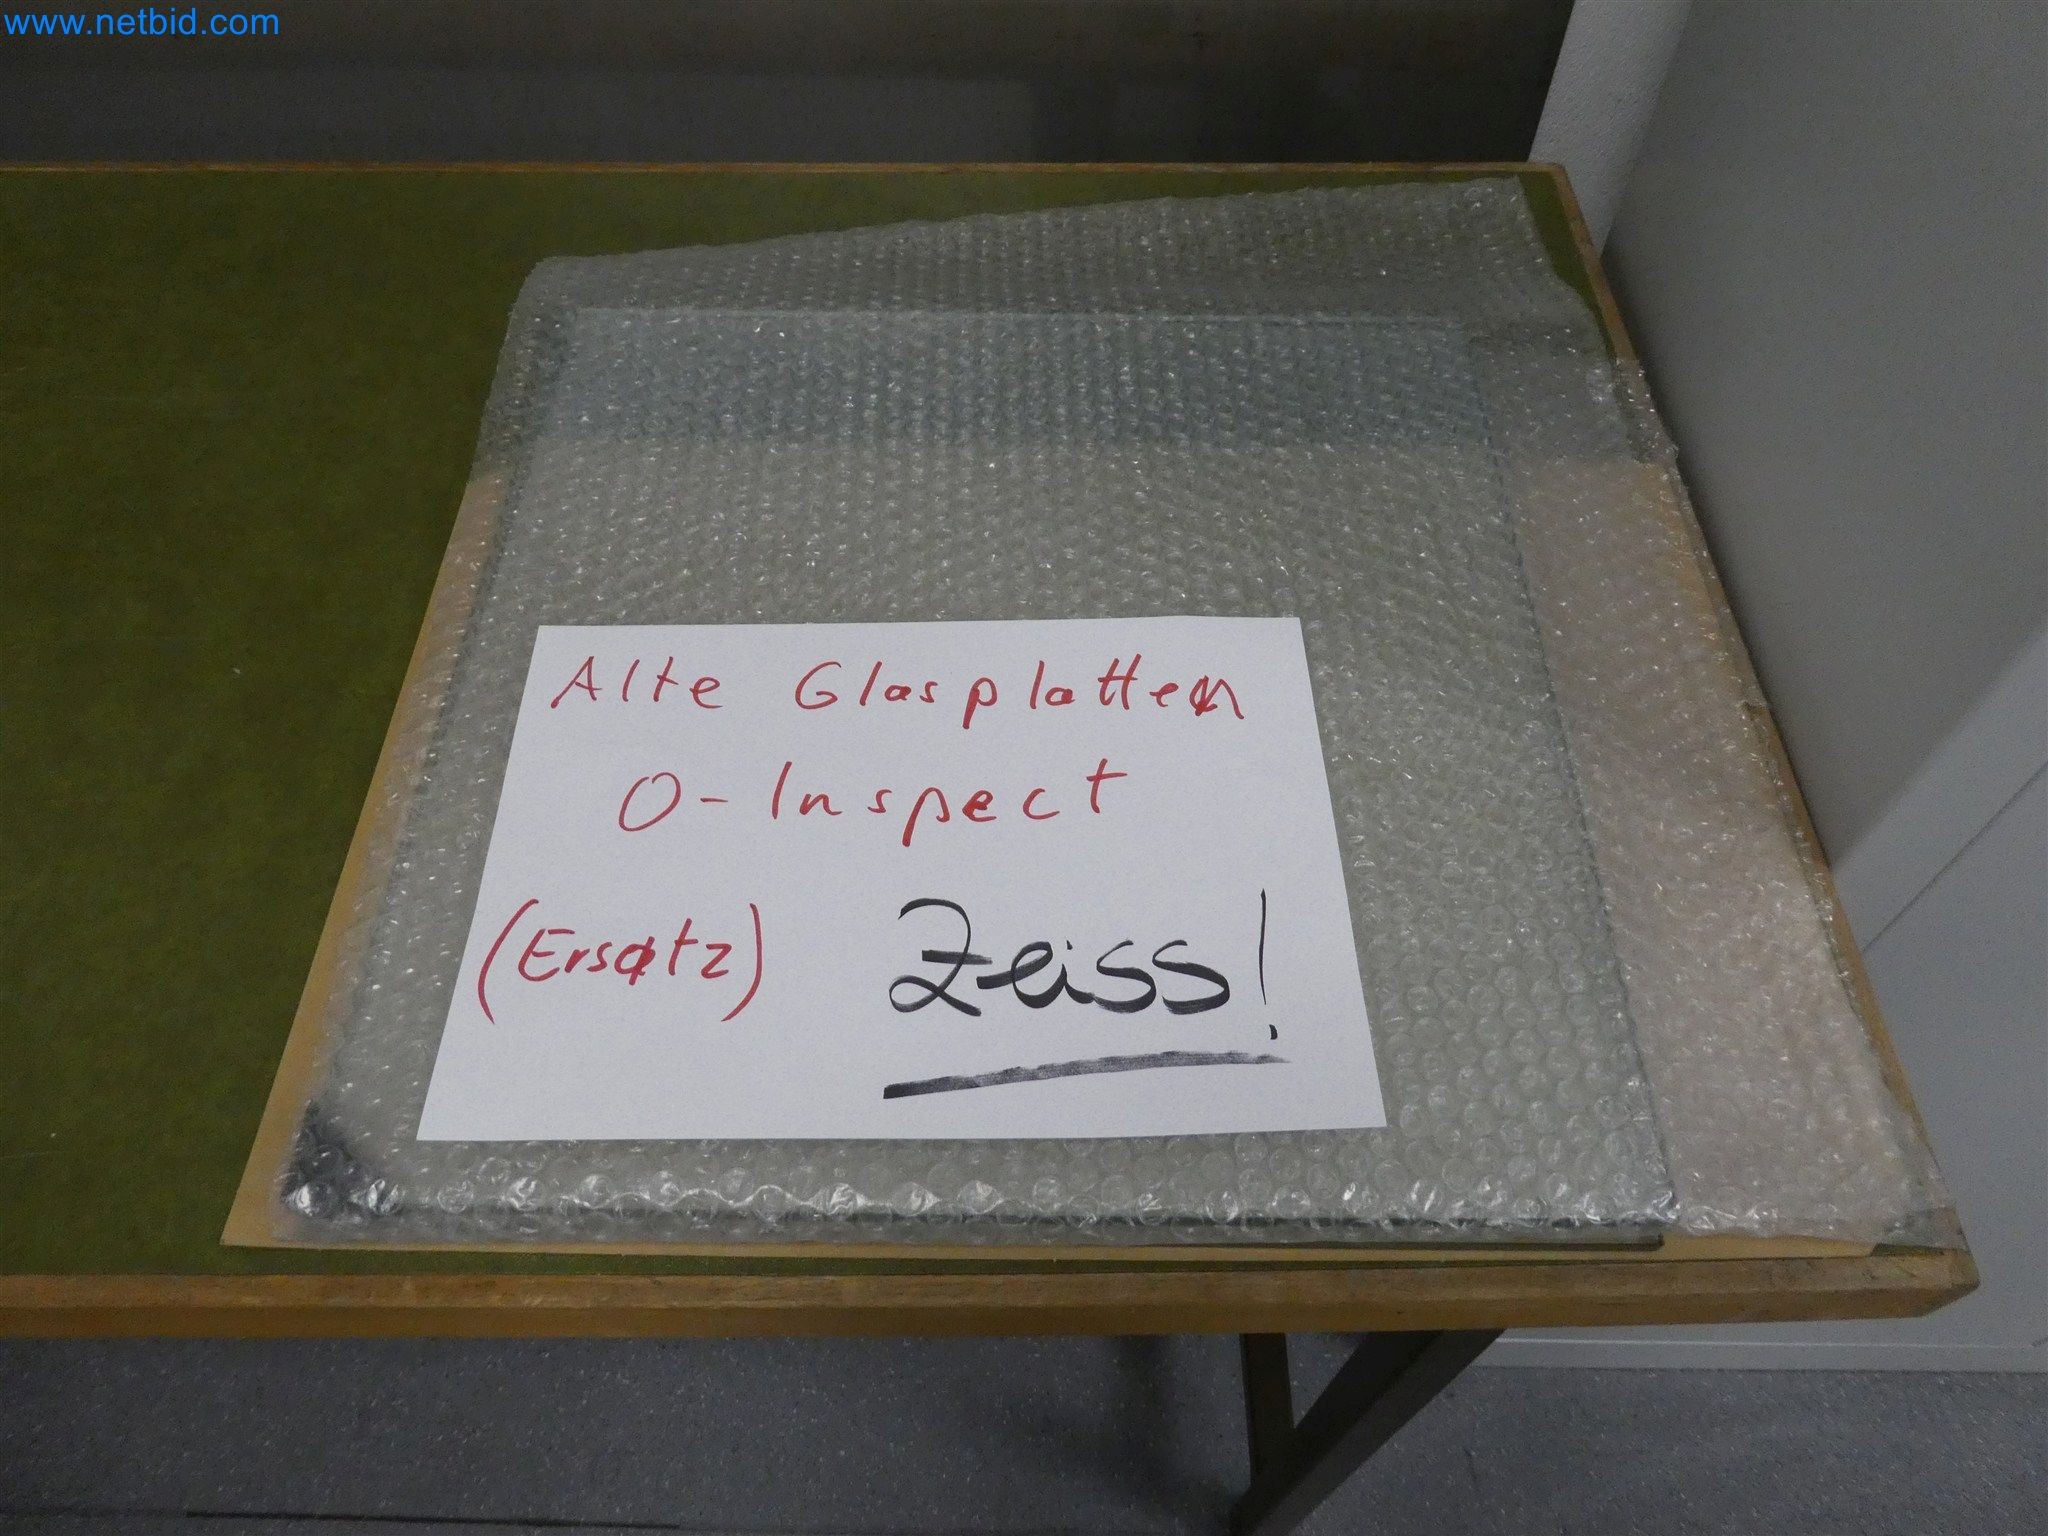 www.netbid.com
Alte Glasplatten
O-Inspect
(Ersatz) Zeiss!